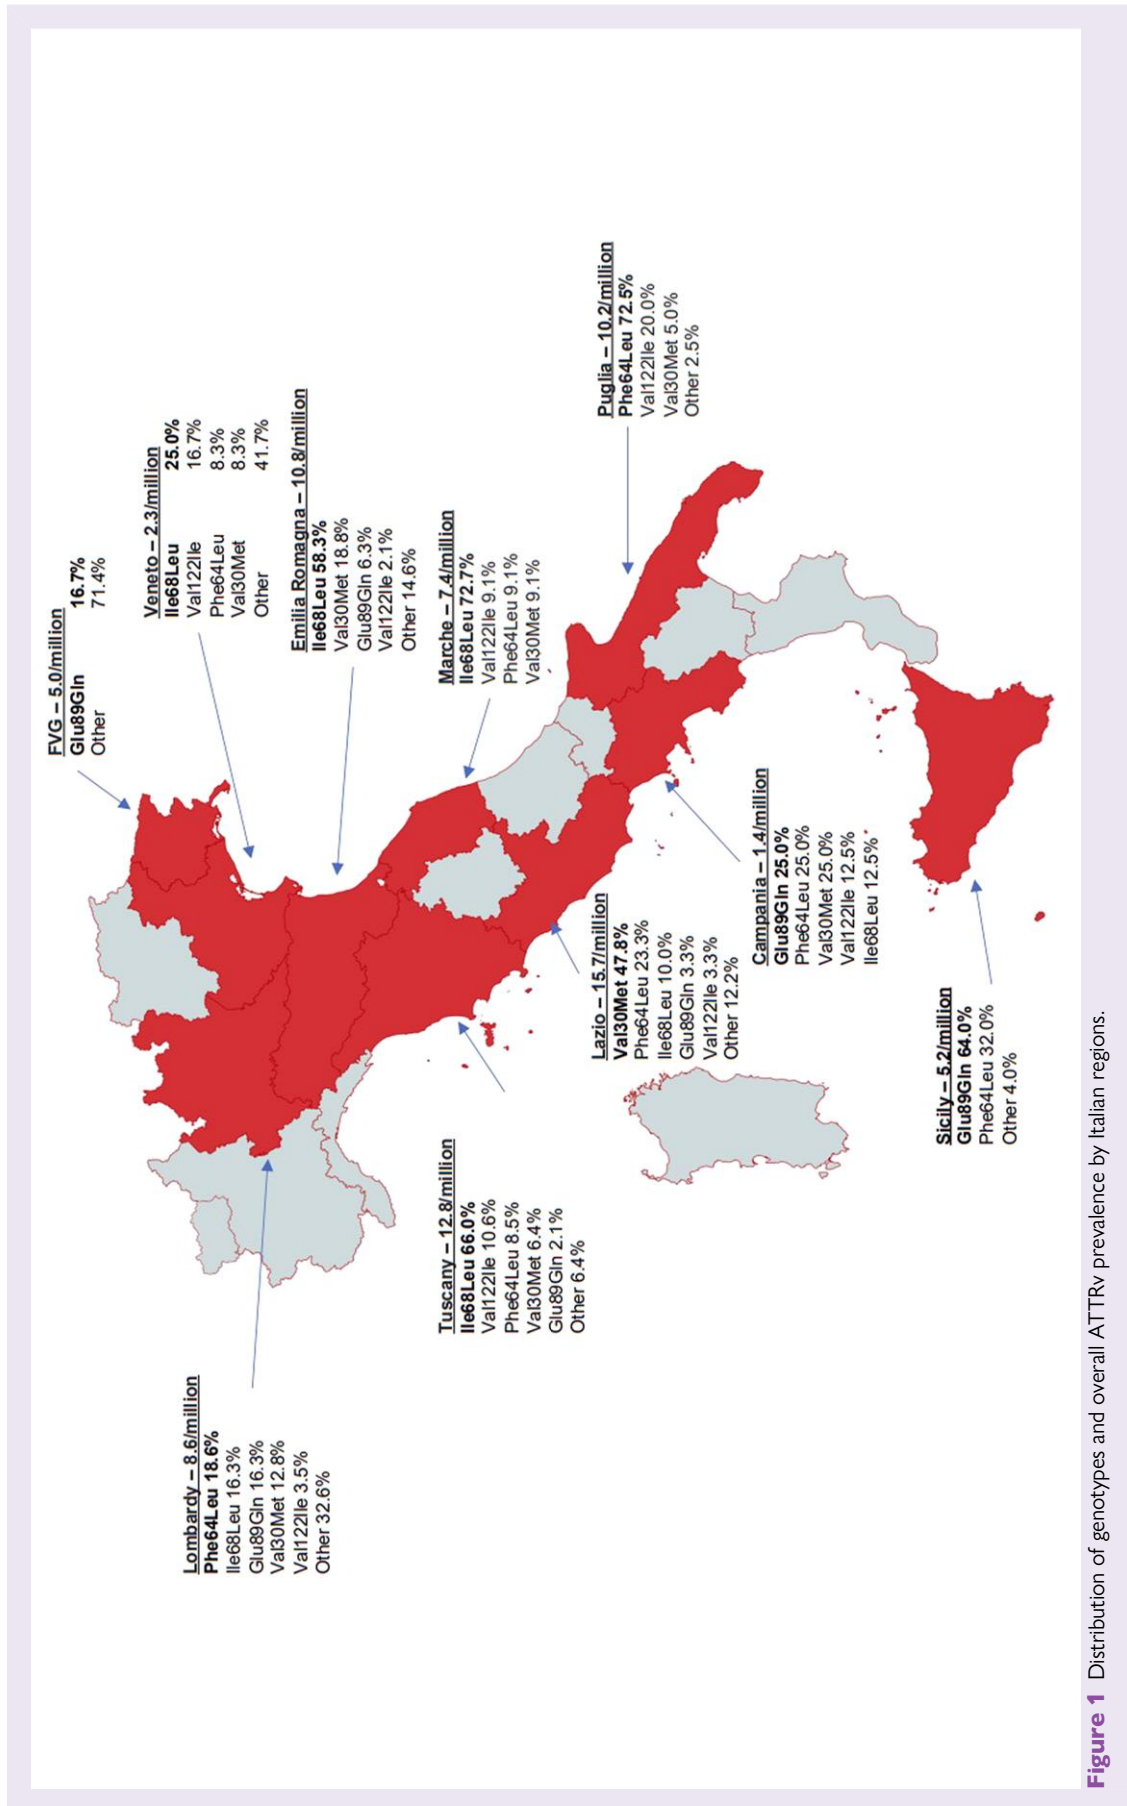 FVG – 5.0/million
Glu89Gln 16.7%
Other 71.4%
Veneto – 2.3/million
Ile68Leu 25.0%
Val122Ile 16.7%
Phe64Leu 8.3%
Val30Met 8.3%
Other 41.7%
Lombardy – 8.6/million
Phe64Leu 18.6%
Ile68Leu 16.3%
Glu89Gln 16.3%
Val30Met 12.8%
Val122Ile 3.5%
Other 32.6%
Emilia Romagna – 10.8/million
Ile68Leu 58.3%
Val30Met 18.8%
Glu89Gln 6.3%
Val122Ile 2.1%
Other 14.6%
Marche – 7.4/million
Ile68Leu 72.7%
Val122Ile 9.1%
Phe64Leu 9.1%
Val30Met 9.1%
Tuscany – 12.8/million
Ile68Leu 66.0%
Val122Ile 10.6%
Phe64Leu 8.5%
Val30Met 6.4%
Glu89Gln 2.1%
Other 6.4%
Puglia – 10.2/million
Phe64Leu 72.5%
Val122Ile 20.0%
Val30Met 5.0%
Other 2.5%
Lazio – 15.7/million
Val30Met 47.8%
Phe64Leu 23.3%
Ile68Leu 10.0%
Glu89Gln 3.3%
Val122Ile 3.3%
Other 12.2%
Campania – 1.4/million
Glu89Gln 25.0%
Phe64Leu 25.0%
Val30Met 25.0%
Val122Ile 12.5%
Ile68Leu 12.5%
Sicily – 5.2/million
Glu89Gln 64.0%
Phe64Leu 32.0%
Other 4.0%
Figure 1 Distribution of genotypes and overall ATTRv prevalence by Italian regions.